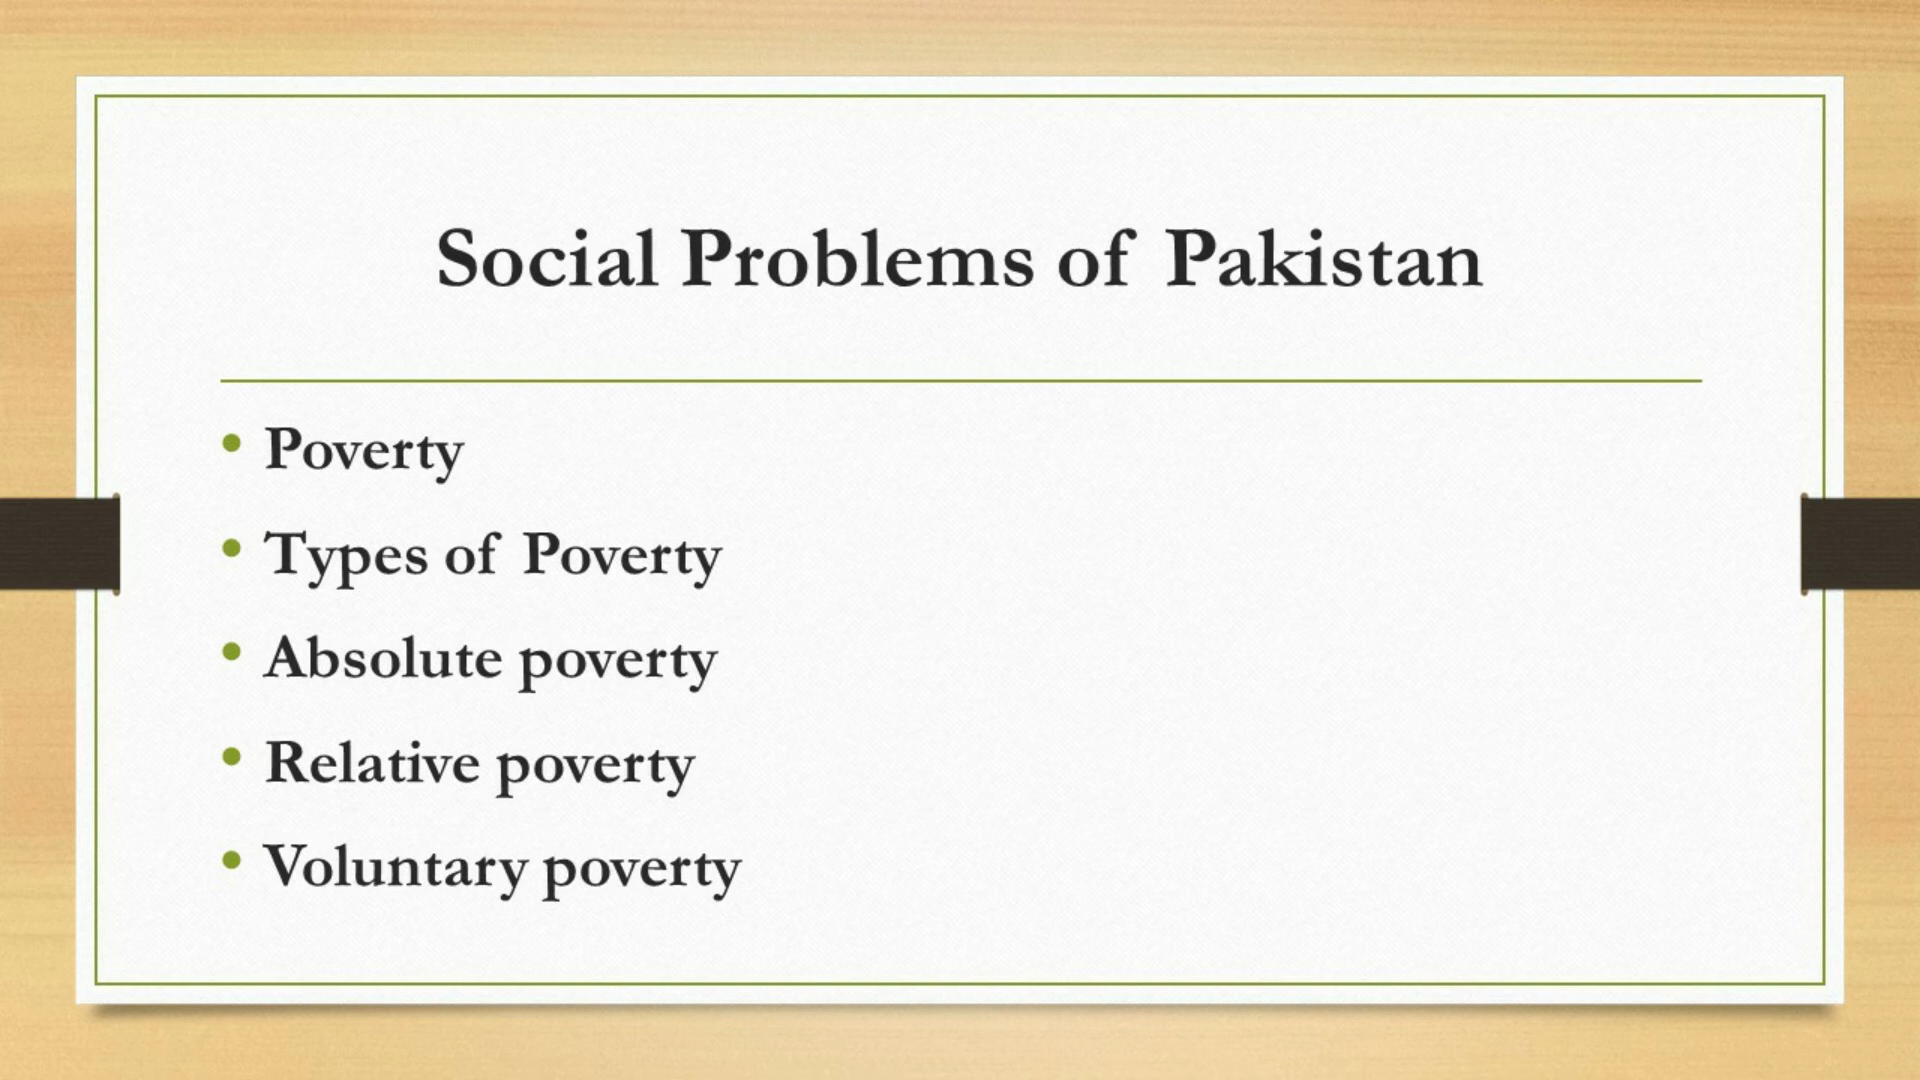 Social Problems of Pakistan
• Poverty
• Types of Poverty
• Absolute poverty
• Relative poverty
• Voluntary poverty